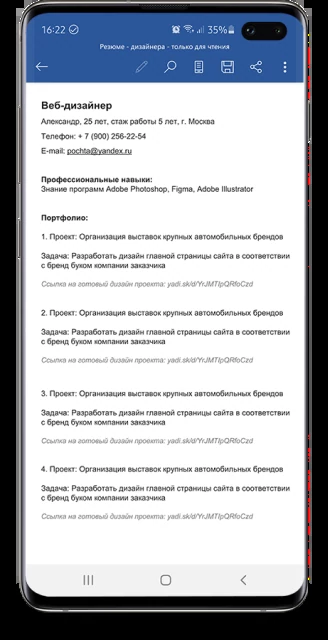 16:22 35%
Резюме - дизайнера - только для чтения
Веб-дизайнер
Александр, 25 лет, стаж работы 5 лет, г. Москва
Телефон: + 7 (900) 256-22-54
E-mail: pochta@yandex.ru
Профессиональные навыки:
Знание программ Adobe Photoshop, Figma, Adobe Illustrator
Портфолио:
1. Проект: Организация выставок крупных автомобильных брендов
Задача: Разработать дизайн главной страницы сайта в соответствии
с бренд буком компании заказчика
Ссылка на готовый дизайн проекта: yadi.sk/d/YrJMTIpQRfoCzd
2. Проект: Организация выставок крупных автомобильных брендов
Задача: Разработать дизайн главной страницы сайта в соответствии
с бренд буком компании заказчика
Ссылка на готовый дизайн проекта: yadi.sk/d/YrJMTIpQRfoCzd
3. Проект: Организация выставок крупных автомобильных брендов
Задача: Разработать дизайн главной страницы сайта в соответствии
с бренд буком компании заказчика
Ссылка на готовый дизайн проекта: yadi.sk/d/YrJMTIpQRfoCzd
4. Проект: Организация выставок крупных автомобильных брендов
Задача: Разработать дизайн главной страницы сайта в соответствии
с бренд буком компании заказчика
Ссылка на готовый дизайн проекта: yadi.sk/d/YrJMTIpQRfoCzd